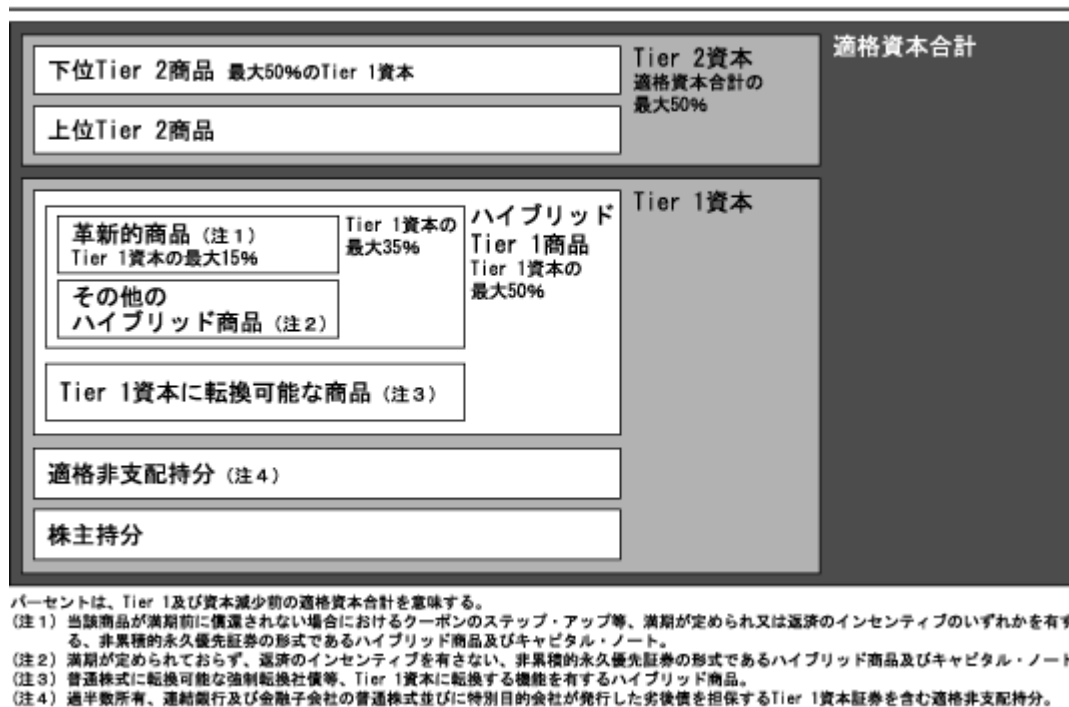 適格資本合計
下位Tier 2商品 最大50%のTier 1資本
Tier 2資本
適格資本合計の
最大50%
上位Tier 2商品
Tier 1資本
ハイブリッド
Tier 1商品
Tier 1資本の
最大50%
革新的商品（注１）
Tier 1資本の最大15%
Tier 1資本の
最大35%
その他の
ハイブリッド商品（注２）
Tier 1資本に転換可能な商品（注３）
適格非支配持分（注４）
株主持分
パーセントは、Tier 1及び資本減少前の適格資本合計を意味する。
（注１） 当該商品が満期前に償還されない場合におけるクーポンのステップ・アップ等、満期が定められ又は返済のインセンティブのいずれかを有す
る、非累積的永久優先証券の形式であるハイブリッド商品及びキャピタル・ノート。
（注２） 満期が定められておらず、返済のインセンティブを有さない、非累積的永久優先証券の形式であるハイブリッド商品及びキャピタル・ノート
（注３） 普通株式に転換可能な強制転換社債等、Tier 1資本に転換する機能を有するハイブリッド商品。
（注４） 過半数所有、連結銀行及び金融子会社の普通株式並びに特別目的会社が発行した劣後債を担保するTier 1資本証券を含む適格非支配持分。